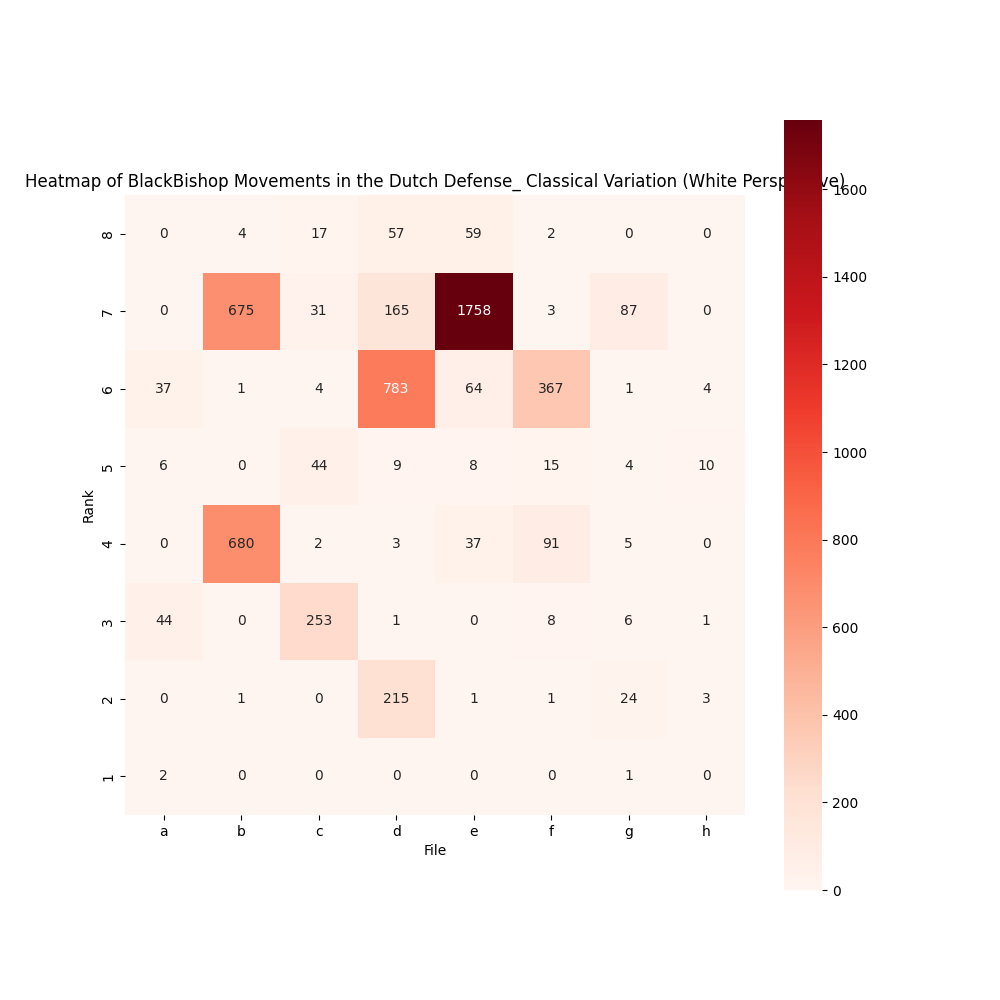 Heatmap of BlackBishop Movements in the Dutch Defense_ Classical Variation (White Perspective)
8 0 4 17 57 59 2 0 0
7 0 675 31 165 1758 3 87 0
6 37 1 4 783 64 367 1 4
5 6 0 44 9 8 15 4 10
4 0 680 2 3 37 91 5 0
3 44 0 253 1 0 8 6 1
2 0 1 0 215 1 1 24 3
1 2 0 0 0 0 0 1 0
a b c d e f g h
File
Rank
1600
1400
1200
1000
800
600
400
200
0